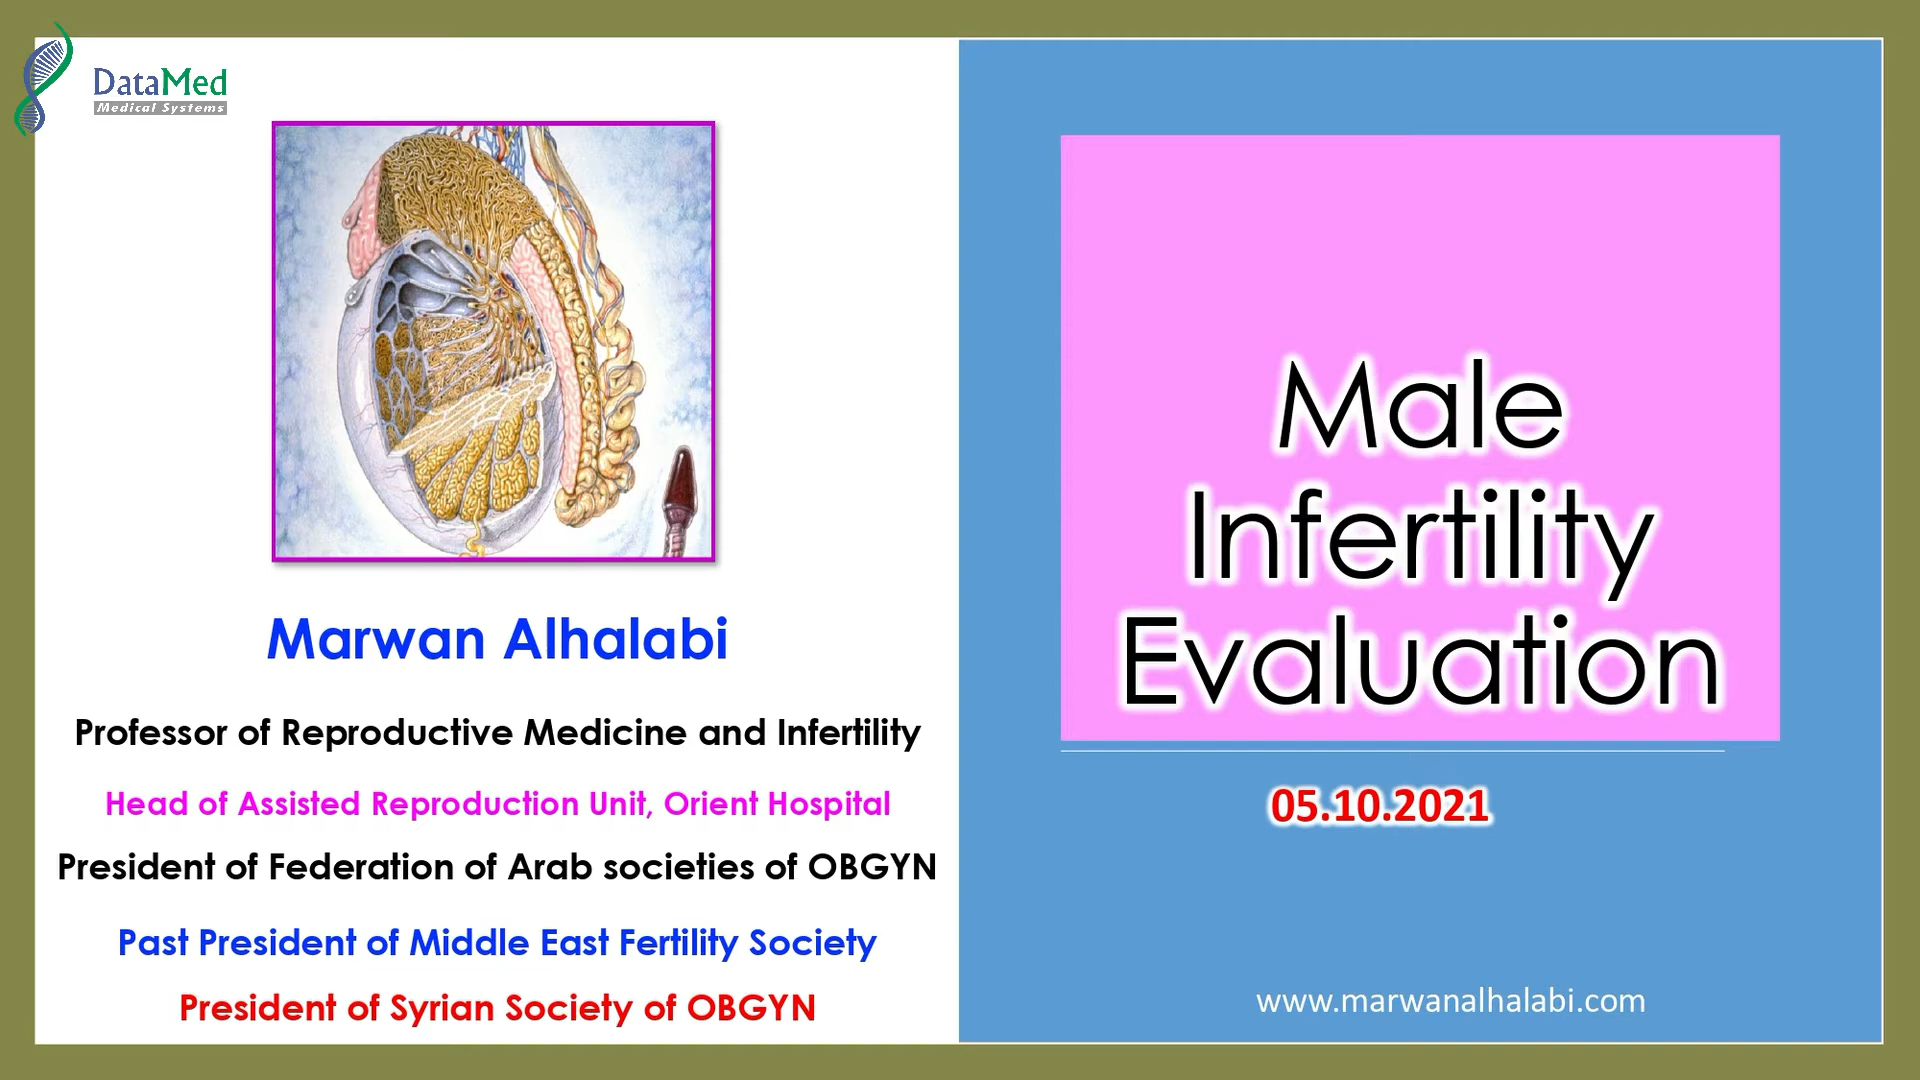 DataMed
Medical Systems
Marwan Alhalabi
Professor of Reproductive Medicine and Infertility
Head of Assisted Reproduction Unit, Orient Hospital
President of Federation of Arab societies of OBGYN
Past President of Middle East Fertility Society
President of Syrian Society of OBGYN
Male
Infertility
Evaluation
05.10.2021
www.marwanalhalabi.com